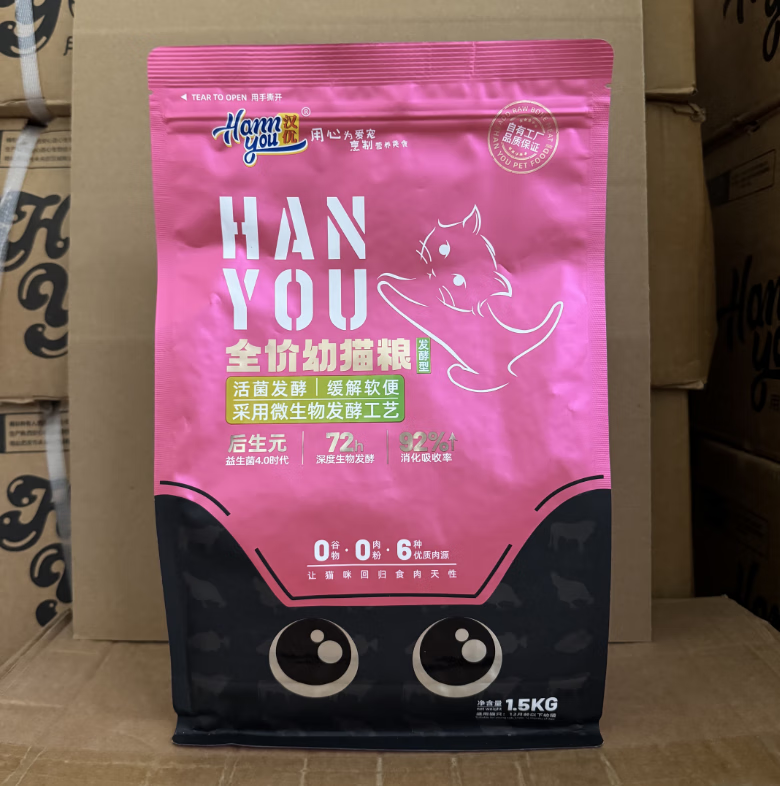 ◀ TEAR TO OPEN 用手撕开
Hann you 汉优 ®
用心为爱宠
烹制营养美食
自有工厂
品质保证
HAN YOU PET FOODS
HAN
YOU
全价幼猫粮 发酵型
活菌发酵｜缓解软便
采用微生物发酵工艺
后生元 72h 92%↑
益生菌4.0时代 深度生物发酵 消化吸收率
0谷物·0肉粉·6种优质肉源
让猫咪回归食肉天性
净含量 1.5KG